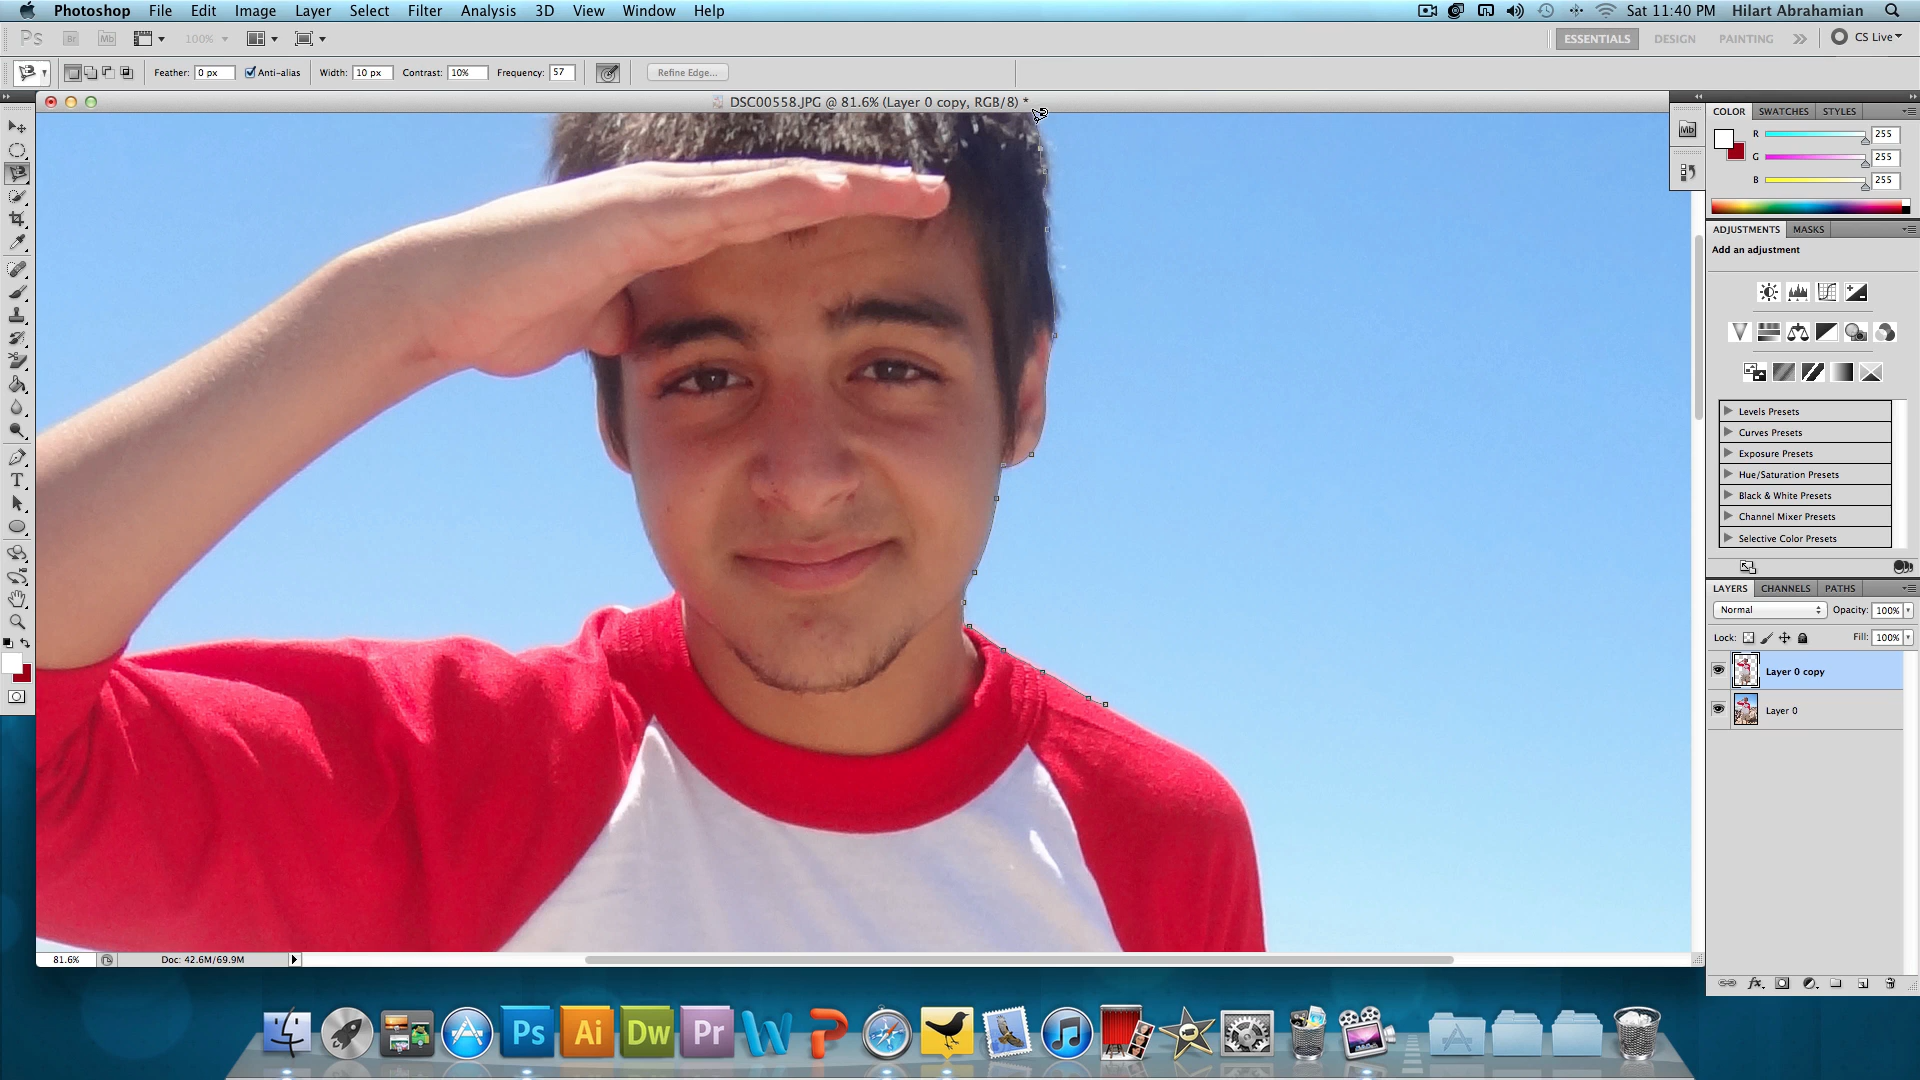 Photoshop File Edit Image Layer Select Filter Analysis 3D View Window Help Sat 11:40 PM Hilart Abrahamian
Ps Br Mb 100% ESSENTIALS DESIGN PAINTING CS Live
Feather: 0 px Anti-alias Width: 10 px Contrast: 10% Frequency: 57 Refine Edge...
DSC00558.JPG @ 81.6% (Layer 0 copy, RGB/8) *
COLOR SWATCHES STYLES
Mb
R 255
G 255
B 255
ADJUSTMENTS MASKS
Add an adjustment
Levels Presets
Curves Presets
Exposure Presets
Hue/Saturation Presets
Black & White Presets
Channel Mixer Presets
Selective Color Presets
LAYERS CHANNELS PATHS
Normal Opacity: 100%
Lock: Fill: 100%
Layer 0 copy
Layer 0
T
81.6% Doc: 42.6M/69.9M
fx
Ps Ai Dw Pr W P